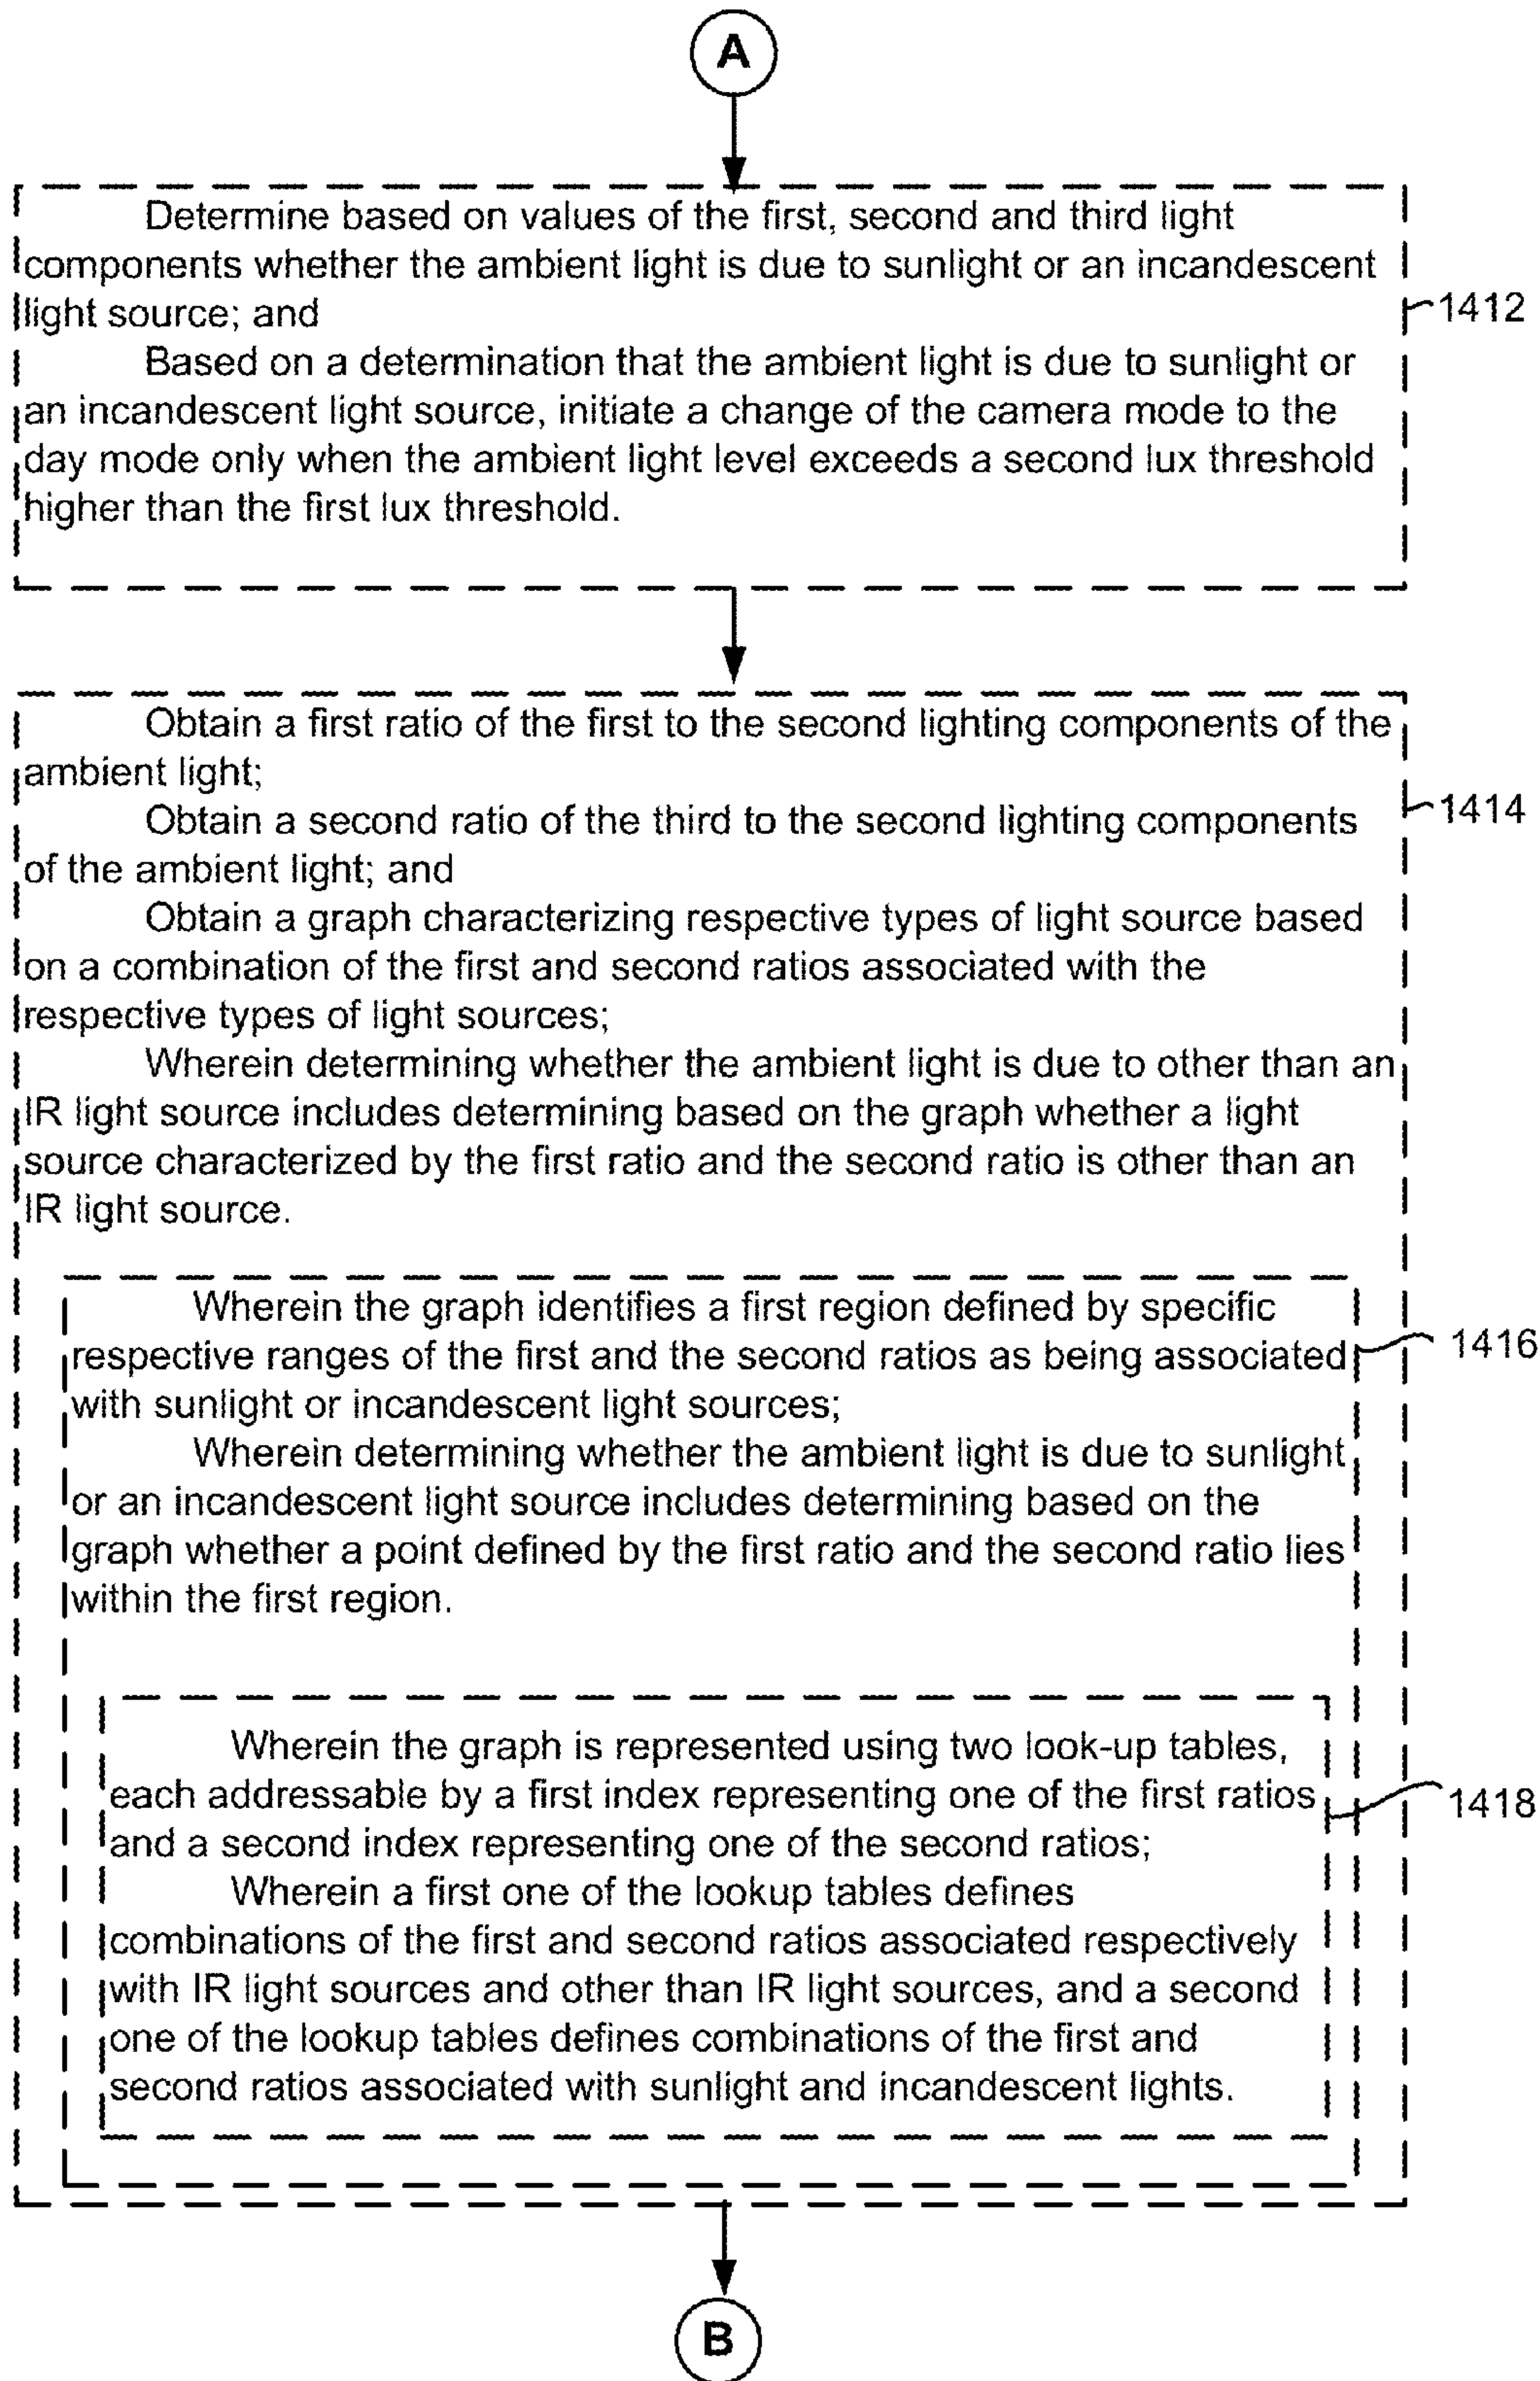 A
Determine based on values of the first, second and third light
components whether the ambient light is due to sunlight or an incandescent
light source; and
Based on a determination that the ambient light is due to sunlight or
an incandescent light source, initiate a change of the camera mode to the
day mode only when the ambient light level exceeds a second lux threshold
higher than the first lux threshold.
1412
Obtain a first ratio of the first to the second lighting components of the
ambient light;
Obtain a second ratio of the third to the second lighting components
of the ambient light; and
Obtain a graph characterizing respective types of light source based
on a combination of the first and second ratios associated with the
respective types of light sources;
Wherein determining whether the ambient light is due to other than an
IR light source includes determining based on the graph whether a light
source characterized by the first ratio and the second ratio is other than an
IR light source.
1414
Wherein the graph identifies a first region defined by specific
respective ranges of the first and the second ratios as being associated
with sunlight or incandescent light sources;
Wherein determining whether the ambient light is due to sunlight
or an incandescent light source includes determining based on the
graph whether a point defined by the first ratio and the second ratio lies
within the first region.
1416
Wherein the graph is represented using two look-up tables,
each addressable by a first index representing one of the first ratios
and a second index representing one of the second ratios;
Wherein a first one of the lookup tables defines
combinations of the first and second ratios associated respectively
with IR light sources and other than IR light sources, and a second
one of the lookup tables defines combinations of the first and
second ratios associated with sunlight and incandescent lights.
1418
B